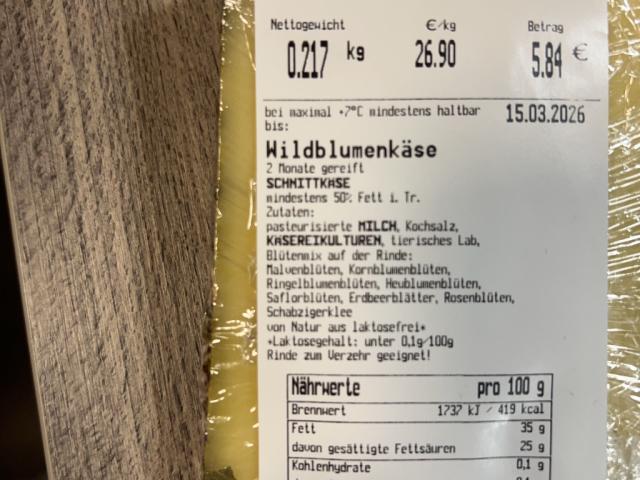 Nettogewicht €/kg Betrag
0.217 kg 26.90 5.84 €
bei maximal +7°C mindestens haltbar 15.03.2026
bis:
Wildblumenkäse
2 Monate gereift
SCHNITTKÄSE
mindestens 50% Fett i. Tr.
Zutaten:
pasteurisierte MILCH, Kochsalz,
KÄSEREIKULTUREN, tierisches Lab,
Blütenmix auf der Rinde:
Malvenblüten, Kornblumenblüten,
Ringelblumenblüten, Heublumenblüten,
Saflorblüten, Erdbeerblätter, Rosenblüten,
Schabzigerklee
von Natur aus laktosefrei*
*Laktosegehalt: unter 0,1g/100g
Rinde zum Verzehr geeignet!
Nährwerte pro 100 g
Brennwert 1737 kJ / 419 kcal
Fett 35 g
davon gesättigte Fettsäuren 25 g
Kohlenhydrate 0,1 g